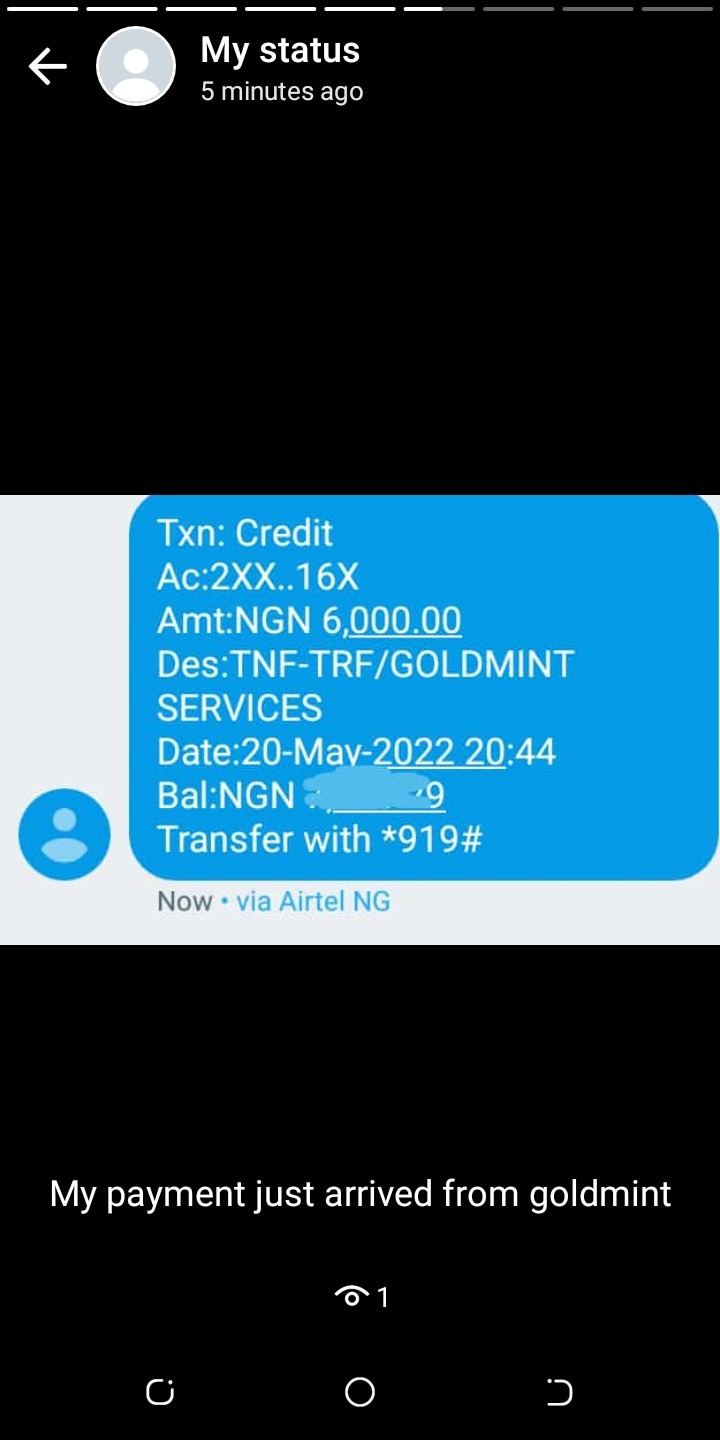 My status
5 minutes ago
Txn: Credit
Ac:2XX..16X
Amt:NGN 6,000.00
Des:TNF-TRF/GOLDMINT
SERVICES
Date:20-May-2022 20:44
Bal:NGN 9
Transfer with *919#
Now • via Airtel NG
My payment just arrived from goldmint
1